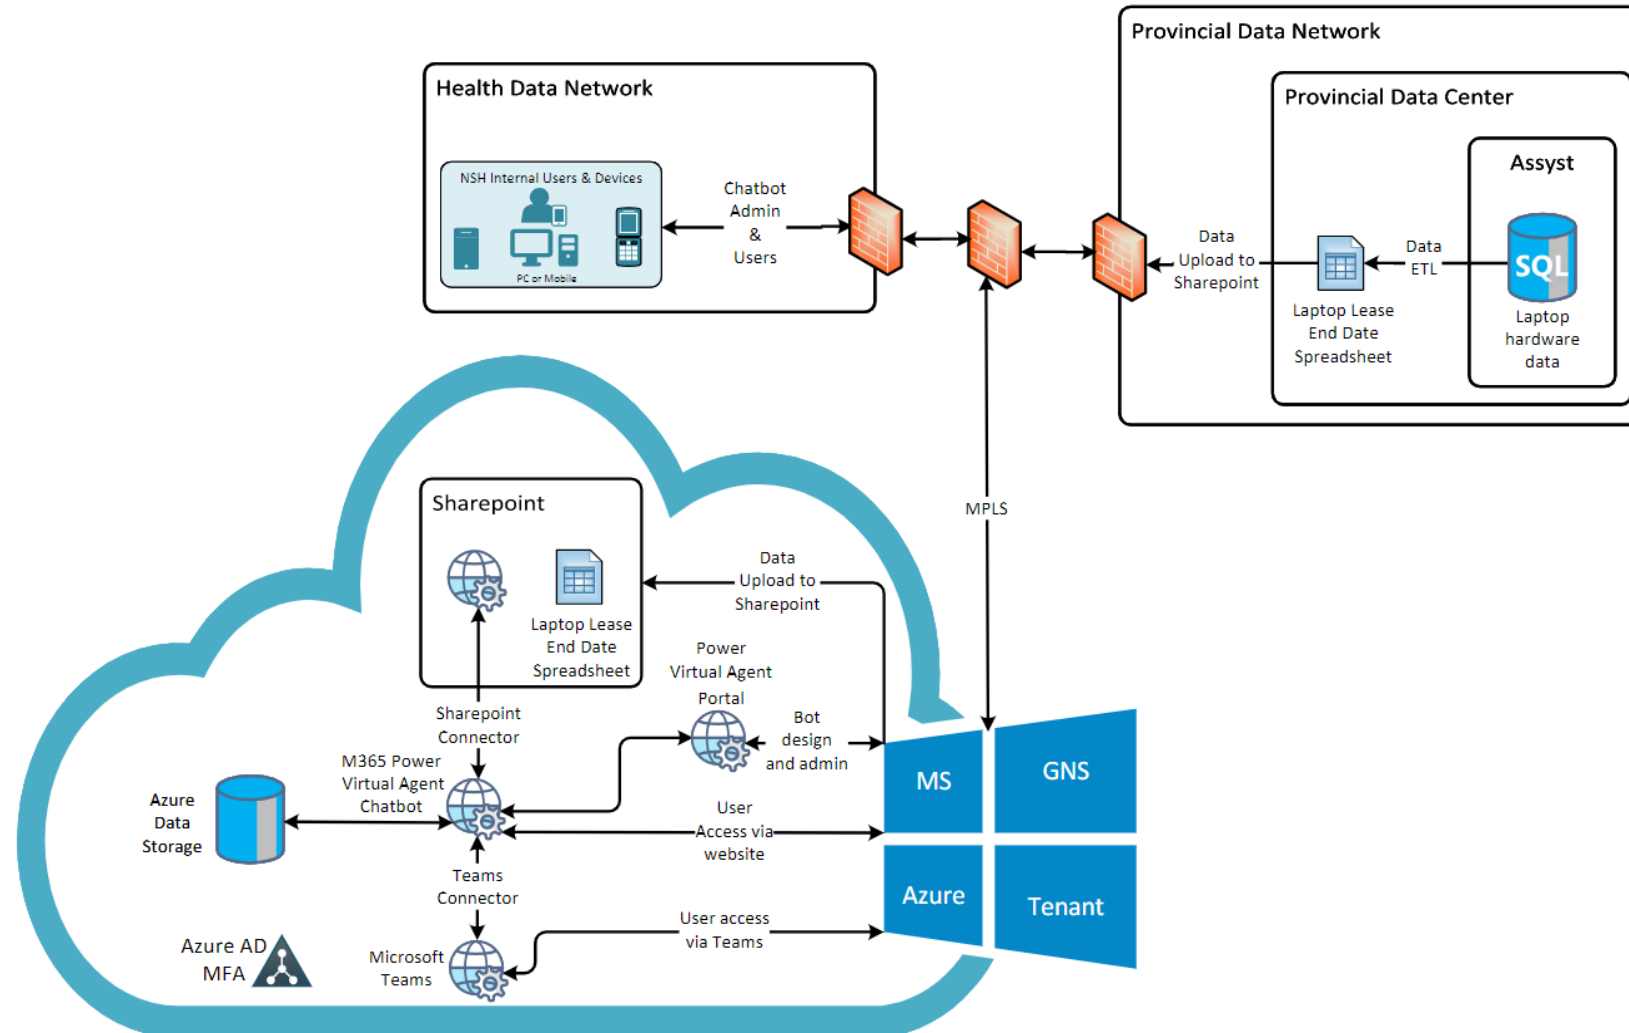 Provincial Data Network
Health Data Network
Provincial Data Center
Assyst
NSH Internal Users & Devices
PC or Mobile
Chatbot
Admin
&
Users
Data
Upload to
Sharepoint
Laptop Lease
End Date
Spreadsheet
Data
ETL
SQL
Laptop
hardware
data
MPLS
Sharepoint
Laptop Lease
End Date
Spreadsheet
Data
Upload to
Sharepoint
Power
Virtual Agent
Portal
Sharepoint
Connector
Bot
design
and admin
M365 Power
Virtual Agent
Chatbot
Azure
Data
Storage
User
Access via
website
Teams
Connector
User access
via Teams
Microsoft
Teams
Azure AD
MFA
MS
GNS
Azure
Tenant